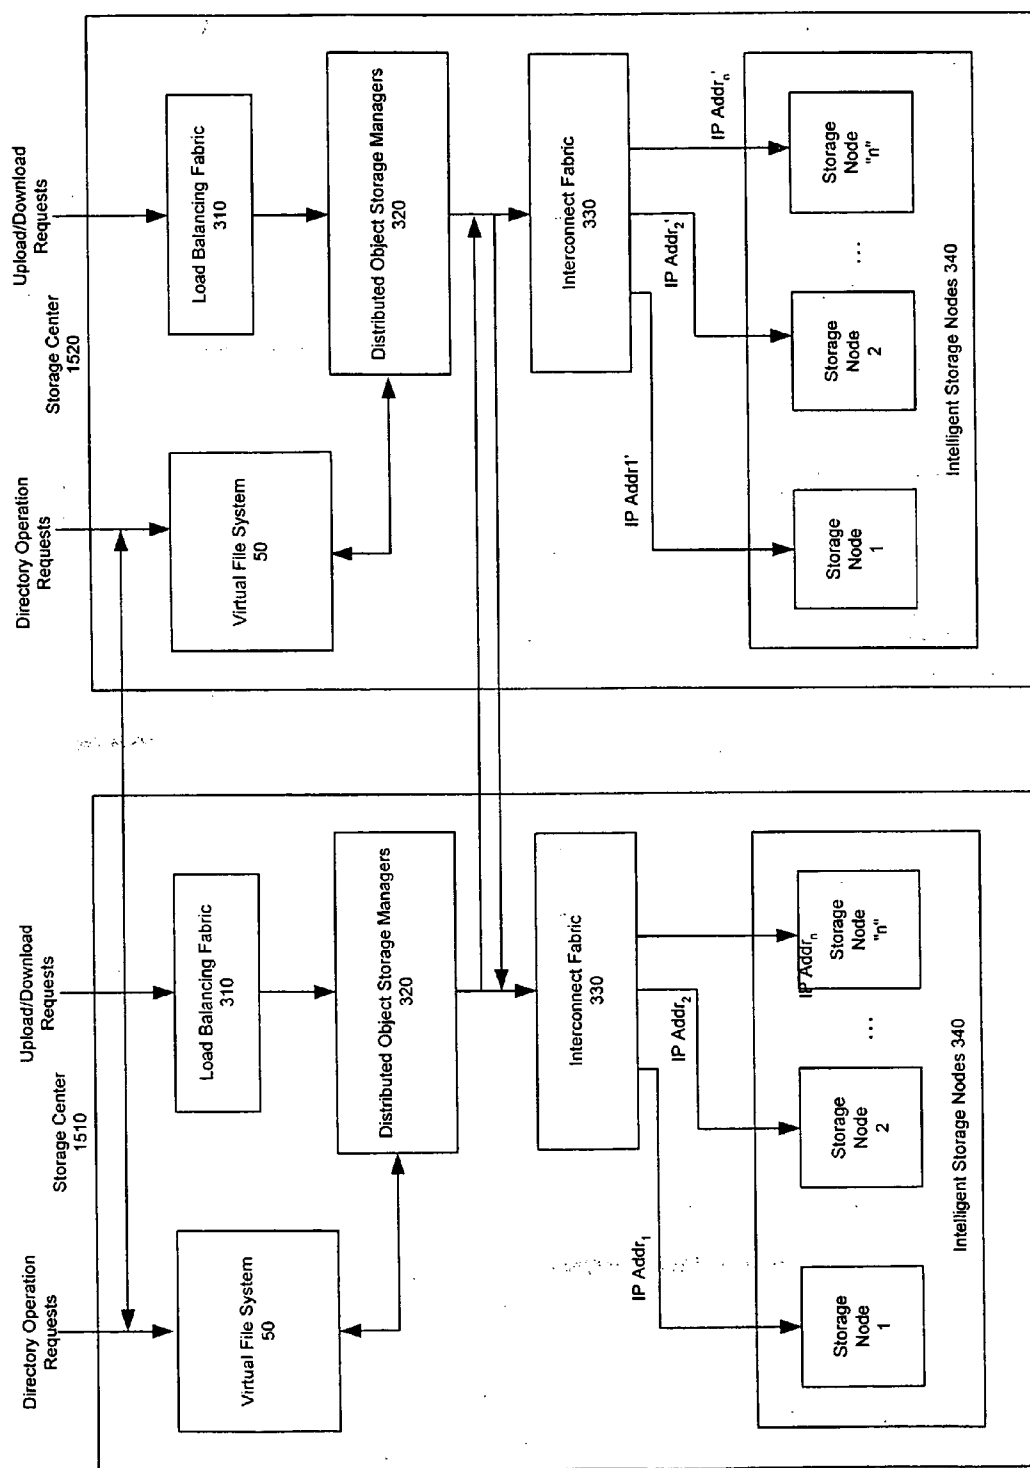 Directory Operation
Requests
Storage Center
1510
Upload/Download
Requests
Virtual File System
50
Load Balancing Fabric
310
Distributed Object Storage Managers
320
Interconnect Fabric
330
IP Addr1
IP Addr2
IP Addrn
Storage
Node
1
Storage
Node
2
...
Storage
Node
"n"
Intelligent Storage Nodes 340
Directory Operation
Requests
Storage Center
1520
Upload/Download
Requests
Virtual File System
50
Load Balancing Fabric
310
Distributed Object Storage Managers
320
Interconnect Fabric
330
IP Addr1'
IP Addr2'
IP Addrn'
Storage
Node
1
Storage
Node
2
...
Storage
Node
"n"
Intelligent Storage Nodes 340